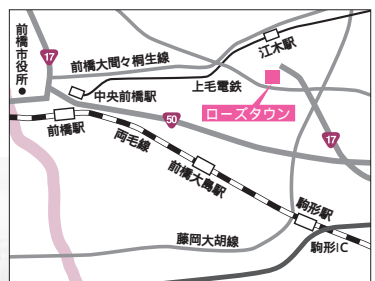 前橋市役所
17
前橋大間々桐生線
江木駅
中央前橋駅
上毛電鉄
ローズタウン
前橋駅
50
両毛線
17
前橋大島駅
駒形駅
藤岡大胡線
駒形IC